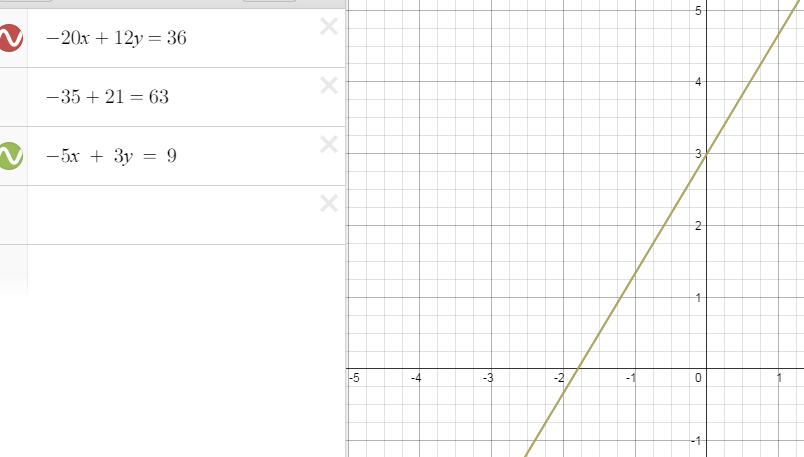 −20x + 12y = 36
−35 + 21 = 63
−5x + 3y = 9
5
4
3
2
1
-5 -4 -3 -2 -1 0 1
-1